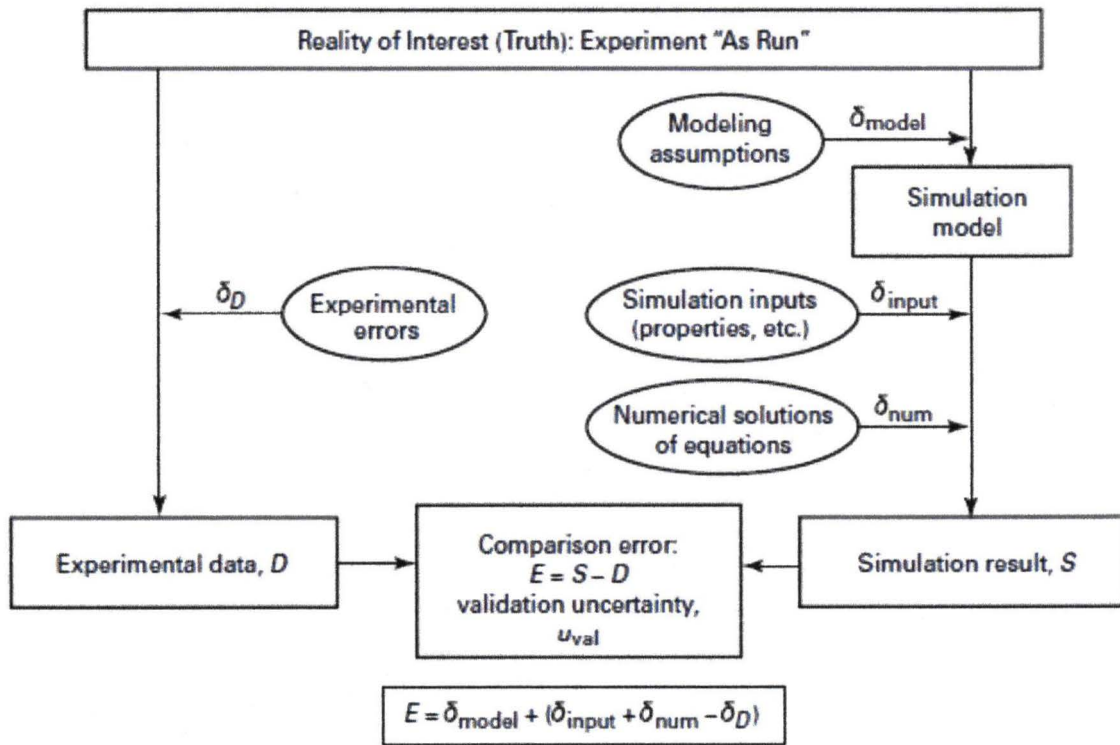 Reality of Interest (Truth): Experiment “As Run”
Modeling
assumptions
δmodel
Simulation
model
δD
Experimental
errors
Simulation inputs
(properties, etc.)
δinput
Numerical solutions
of equations
δnum
Experimental data, D
Comparison error:
E = S – D
validation uncertainty,
uval
Simulation result, S
E = δmodel + (δinput + δnum – δD)